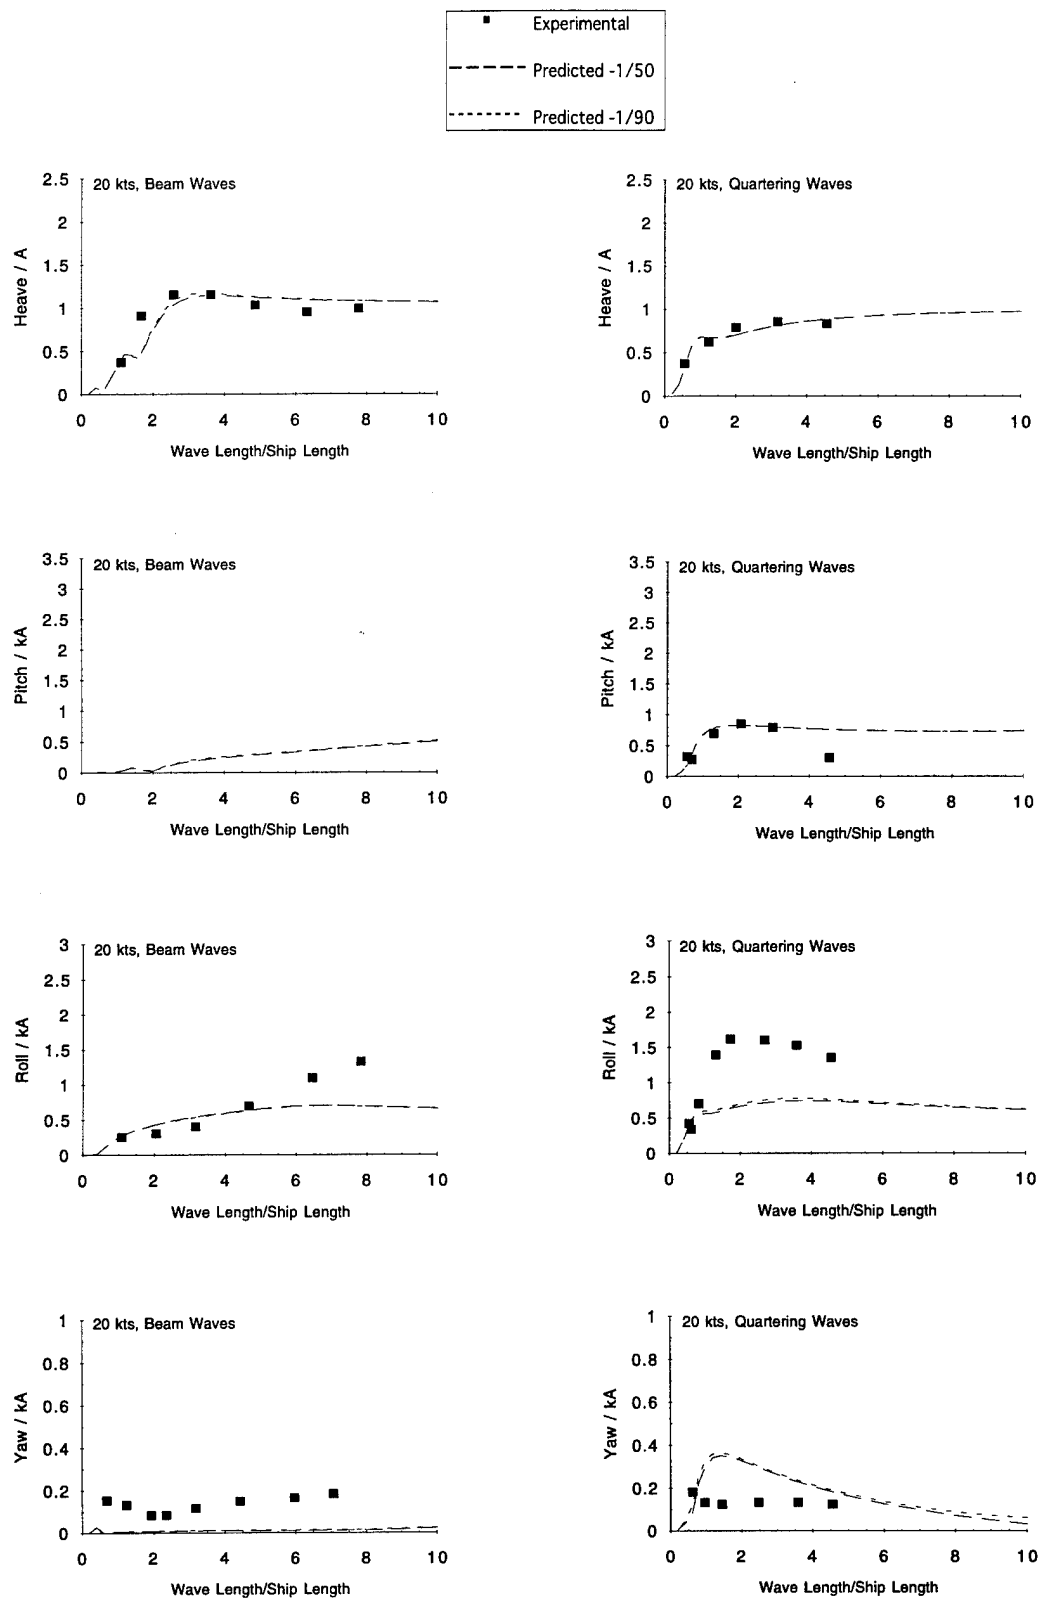 Experimental
Predicted -1/50
Predicted -1/90
20 kts, Beam Waves
Heave / A
2.5
2
1.5
1
0.5
0
0 2 4 6 8 10
Wave Length/Ship Length
20 kts, Quartering Waves
Heave / A
2.5
2
1.5
1
0.5
0
0 2 4 6 8 10
Wave Length/Ship Length
20 kts, Beam Waves
Pitch / kA
3.5
3
2.5
2
1.5
1
0.5
0
0 2 4 6 8 10
Wave Length/Ship Length
20 kts, Quartering Waves
Pitch / kA
3.5
3
2.5
2
1.5
1
0.5
0
0 2 4 6 8 10
Wave Length/Ship Length
20 kts, Beam Waves
Roll / kA
3
2.5
2
1.5
1
0.5
0
0 2 4 6 8 10
Wave Length/Ship Length
20 kts, Quartering Waves
Roll / kA
3
2.5
2
1.5
1
0.5
0
0 2 4 6 8 10
Wave Length/Ship Length
20 kts, Beam Waves
Yaw / kA
1
0.8
0.6
0.4
0.2
0
0 2 4 6 8 10
Wave Length/Ship Length
20 kts, Quartering Waves
Yaw / kA
1
0.8
0.6
0.4
0.2
0
0 2 4 6 8 10
Wave Length/Ship Length